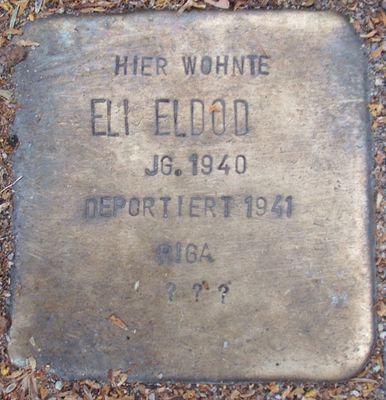 HIER WOHNTE
ELI ELDOD
JG. 1940
DEPORTIERT 1941
RIGA
? ? ?